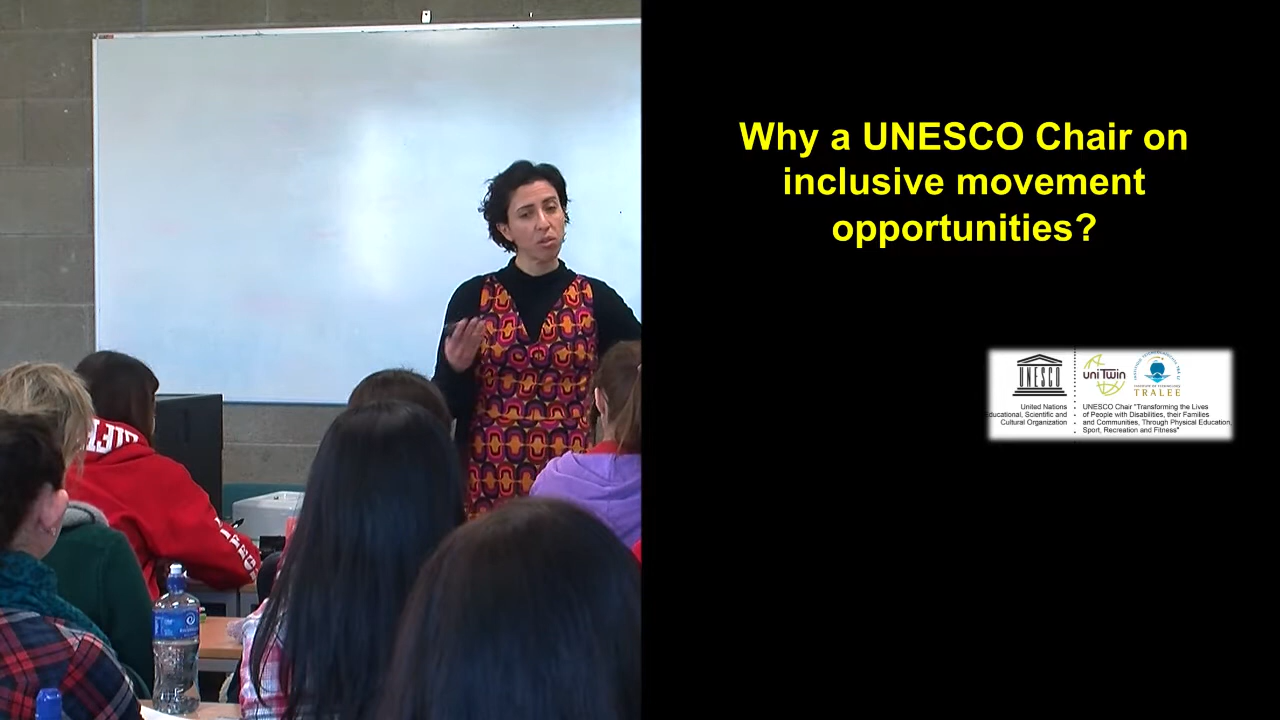 Why a UNESCO Chair on
inclusive movement
opportunities?
UNESCO
United Nations
Educational, Scientific and
Cultural Organization
uniTwin
TRALEE
UNESCO Chair "Transforming the Lives
of People with Disabilities, their Families
and Communities, Through Physical Education,
Sport, Recreation and Fitness"